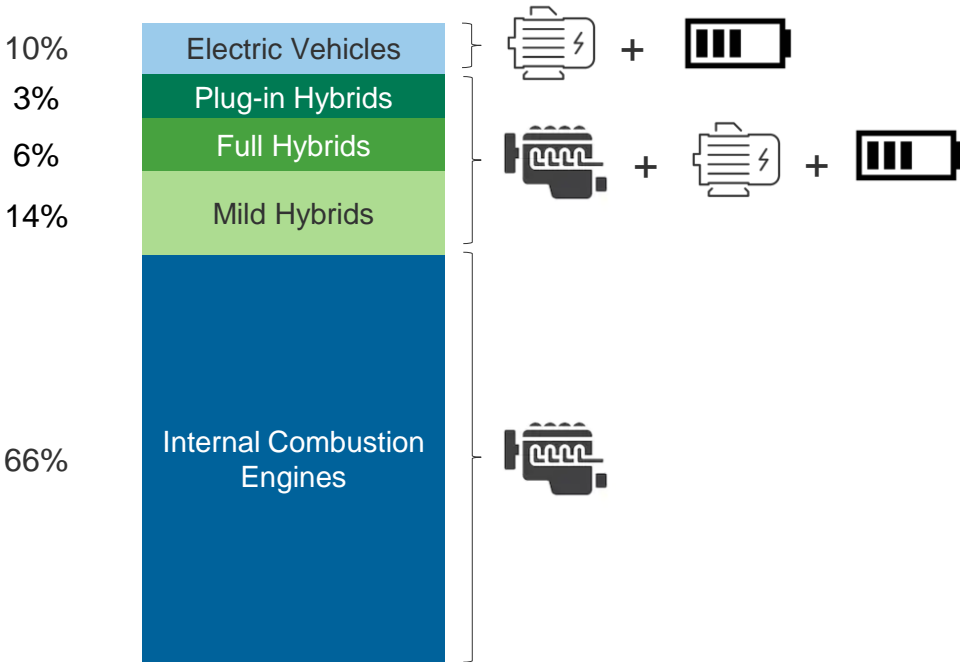 10% Electric Vehicles
3% Plug-in Hybrids
6% Full Hybrids
14% Mild Hybrids
66% Internal Combustion
Engines
+
+ +